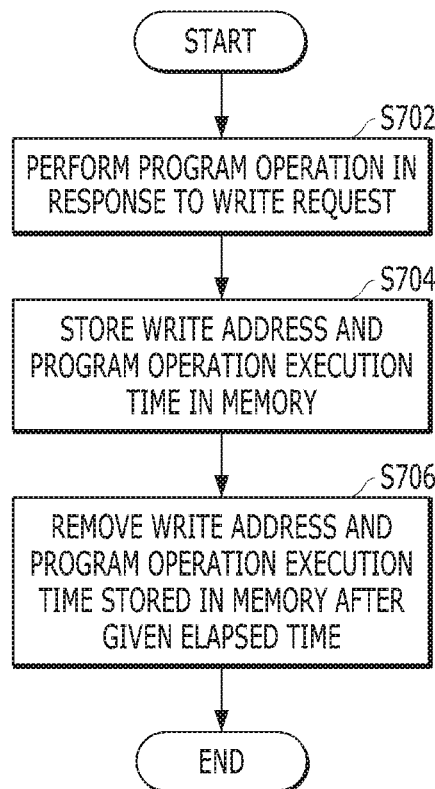 START
S702
PERFORM PROGRAM OPERATION IN
RESPONSE TO WRITE REQUEST
S704
STORE WRITE ADDRESS AND
PROGRAM OPERATION EXECUTION
TIME IN MEMORY
S706
REMOVE WRITE ADDRESS AND
PROGRAM OPERATION EXECUTION
TIME STORED IN MEMORY AFTER
GIVEN ELAPSED TIME
END